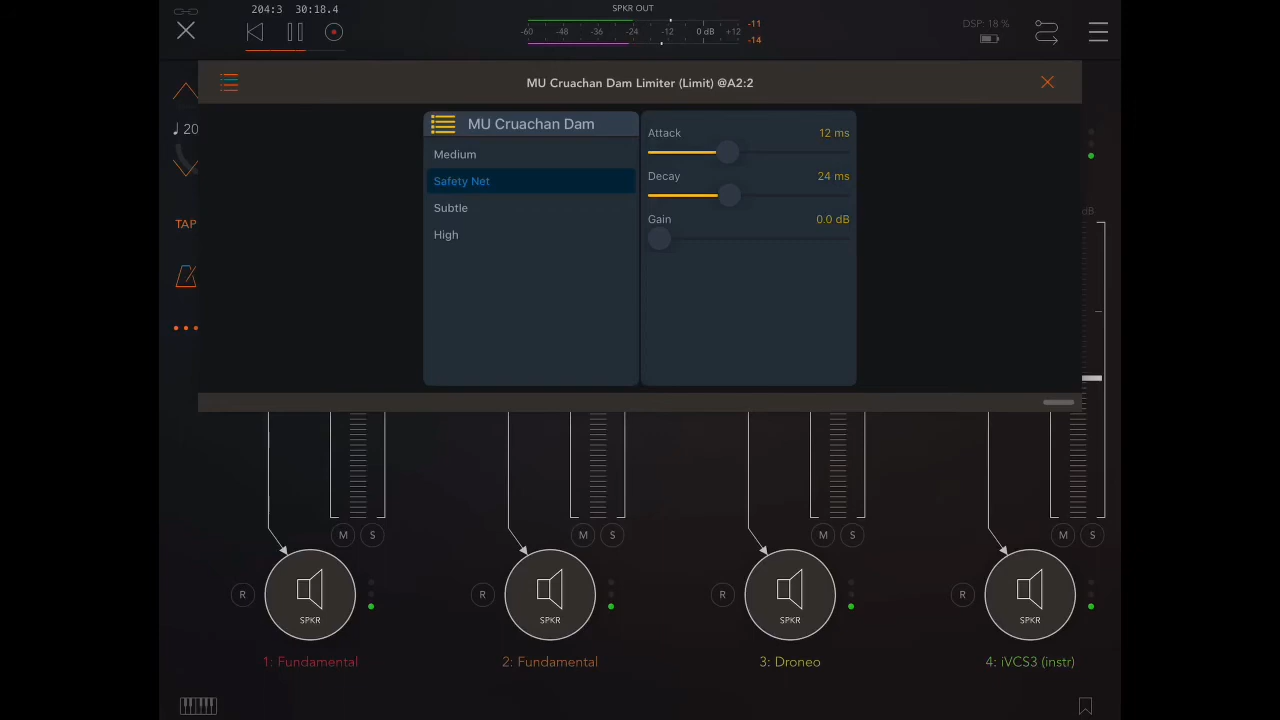 204:3 30:18.4
SPKR OUT
-60 -48 -36 -24 -12 0 dB +12
-11
-14
DSP: 18 %
MU Cruachan Dam Limiter (Limit) @A2:2
MU Cruachan Dam
Medium
Safety Net
Subtle
High
Attack 12 ms
Decay 24 ms
Gain 0.0 dB
20
TAP
dB
M S M S M S M S
R SPKR R SPKR R SPKR R SPKR
1: Fundamental 2: Fundamental 3: Droneo 4: iVCS3 (instr)